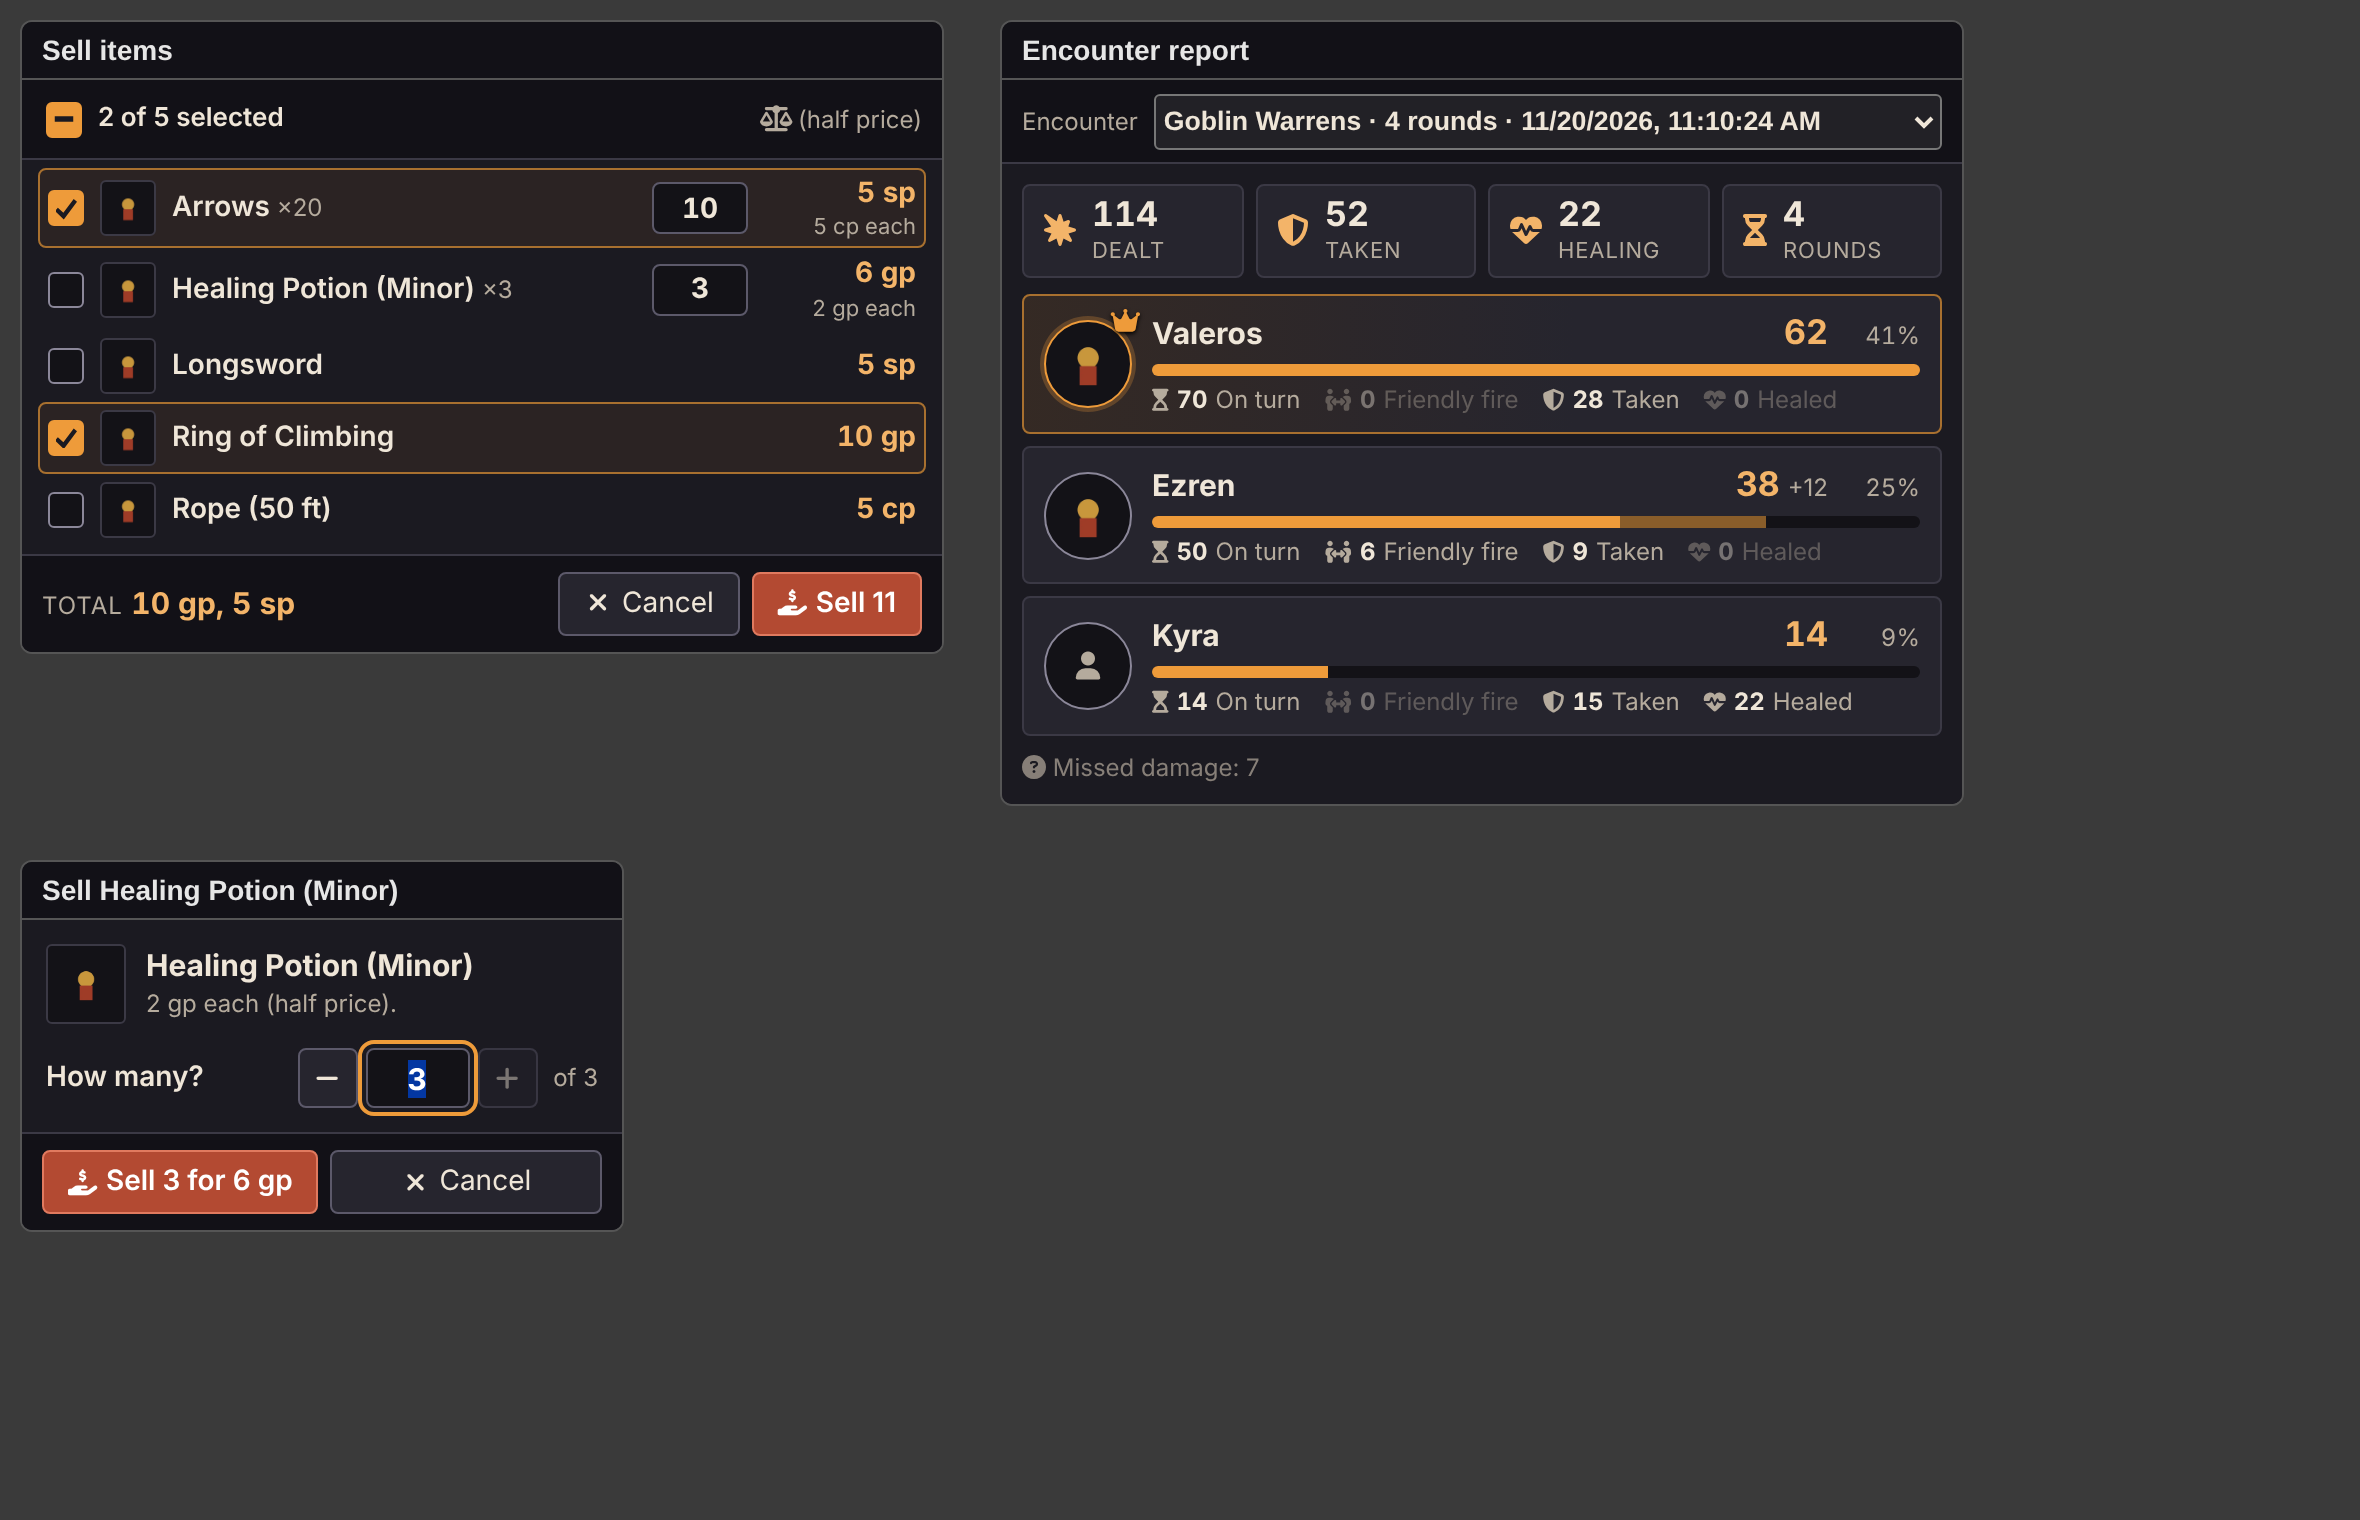 Sell items
2 of 5 selected (half price)
Arrows ×20 10 5 sp
5 cp each
Healing Potion (Minor) ×3 3 6 gp
2 gp each
Longsword 5 sp
Ring of Climbing 10 gp
Rope (50 ft) 5 cp
TOTAL 10 gp, 5 sp Cancel Sell 11
Encounter report
Encounter Goblin Warrens · 4 rounds · 11/20/2026, 11:10:24 AM
114 52 22 4
DEALT TAKEN HEALING ROUNDS
Valeros 62 41%
70 On turn 0 Friendly fire 28 Taken 0 Healed
Ezren 38 +12 25%
50 On turn 6 Friendly fire 9 Taken 0 Healed
Kyra 14 9%
14 On turn 0 Friendly fire 15 Taken 22 Healed
Missed damage: 7
Sell Healing Potion (Minor)
Healing Potion (Minor)
2 gp each (half price).
How many? 3 of 3
Sell 3 for 6 gp Cancel